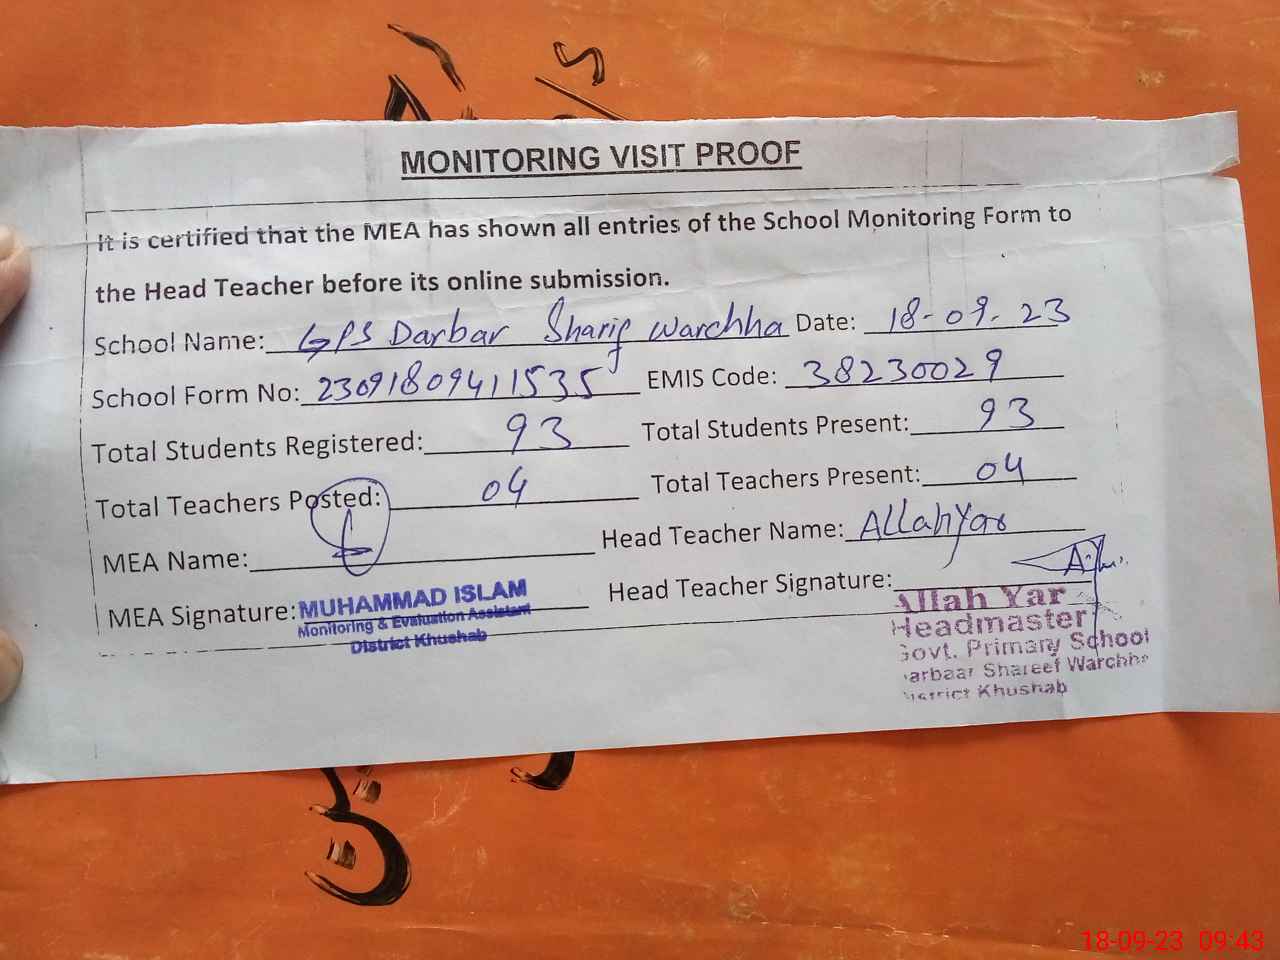 MONITORING VISIT PROOF
It is certified that the MEA has shown all entries of the School Monitoring Form to
the Head Teacher before its online submission.
School Name: GPS Darbar Sharif Warchha Date: 18-09-23
School Form No: 23091809411535 EMIS Code: 38230029
Total Students Registered: 93 Total Students Present: 93
Total Teachers Posted: 04 Total Teachers Present: 04
MEA Name: Head Teacher Name: Allah Yar
MEA Signature: Head Teacher Signature:
MUHAMMAD ISLAM
Monitoring & Evaluation Assistant
District Khushab
Allah Yar
Headmaster
Govt. Primary School
arbaar Shareef Warchha
District Khushab
18-09-23 09:43